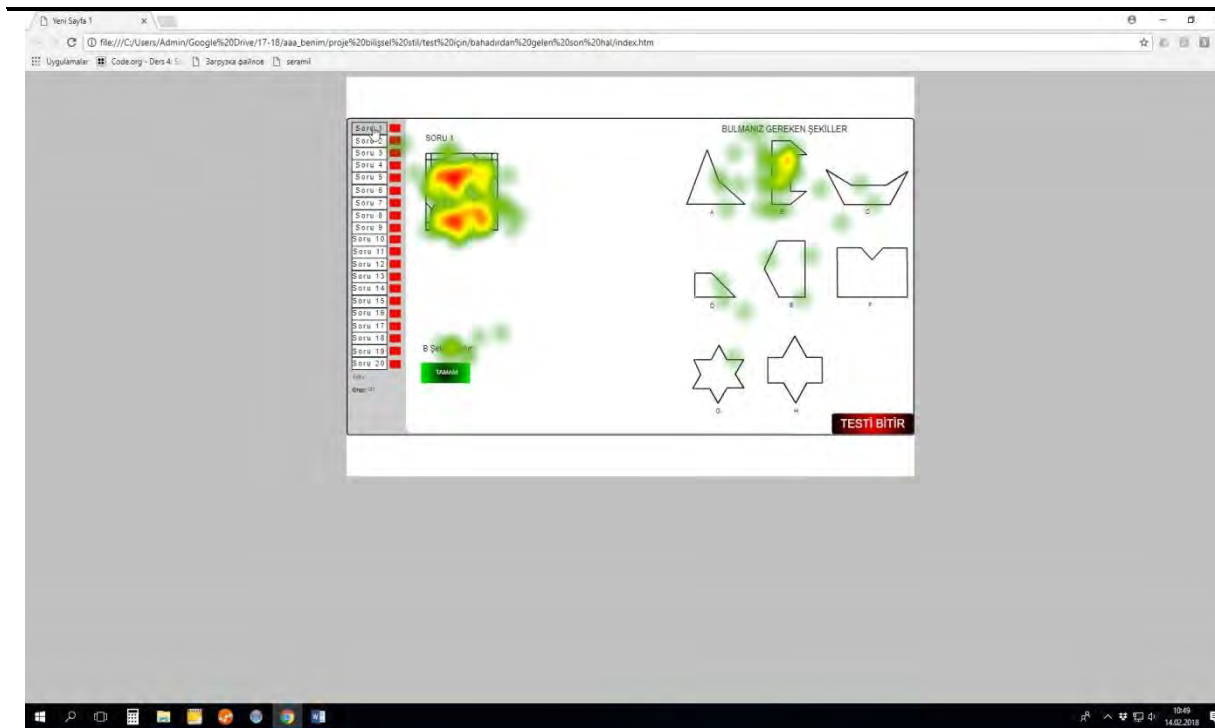 Yeni Sayfa 1
file:///C:/Users/Admin/Google%20Drive/17-18/aaa_benim/proje%20bilişsel%20stil/test%20için/bahadırdan%20gelen%20son%20hal/index.htm
Uygulamalar Code.org - Ders 4: Загрузка файлов seramil
Soru 1
Soru 2
Soru 3
Soru 4
Soru 5
Soru 6
Soru 7
Soru 8
Soru 9
Soru 10
Soru 11
Soru 12
Soru 13
Soru 14
Soru 15
Soru 16
Soru 17
Soru 18
Soru 19
Soru 20
SORU 1
B
TAMAM
BULMANIZ GEREKEN ŞEKİLLER
A B C
D E F
G H
TESTİ BİTİR
10:49
14.02.2018